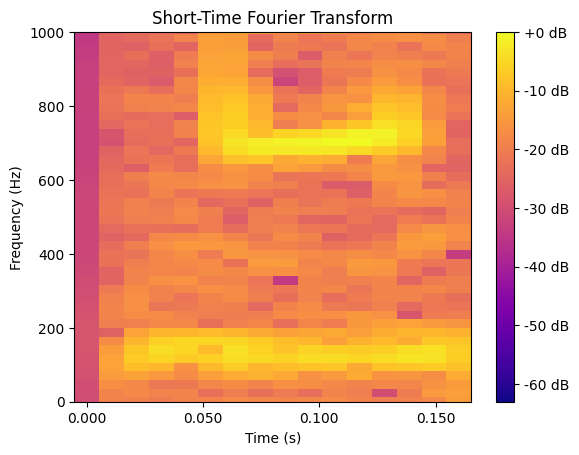 Short-Time Fourier Transform
1000
800
600
400
200
0
Frequency (Hz)
0.000
0.050
0.100
0.150
Time (s)
+0 dB
-10 dB
-20 dB
-30 dB
-40 dB
-50 dB
-60 dB